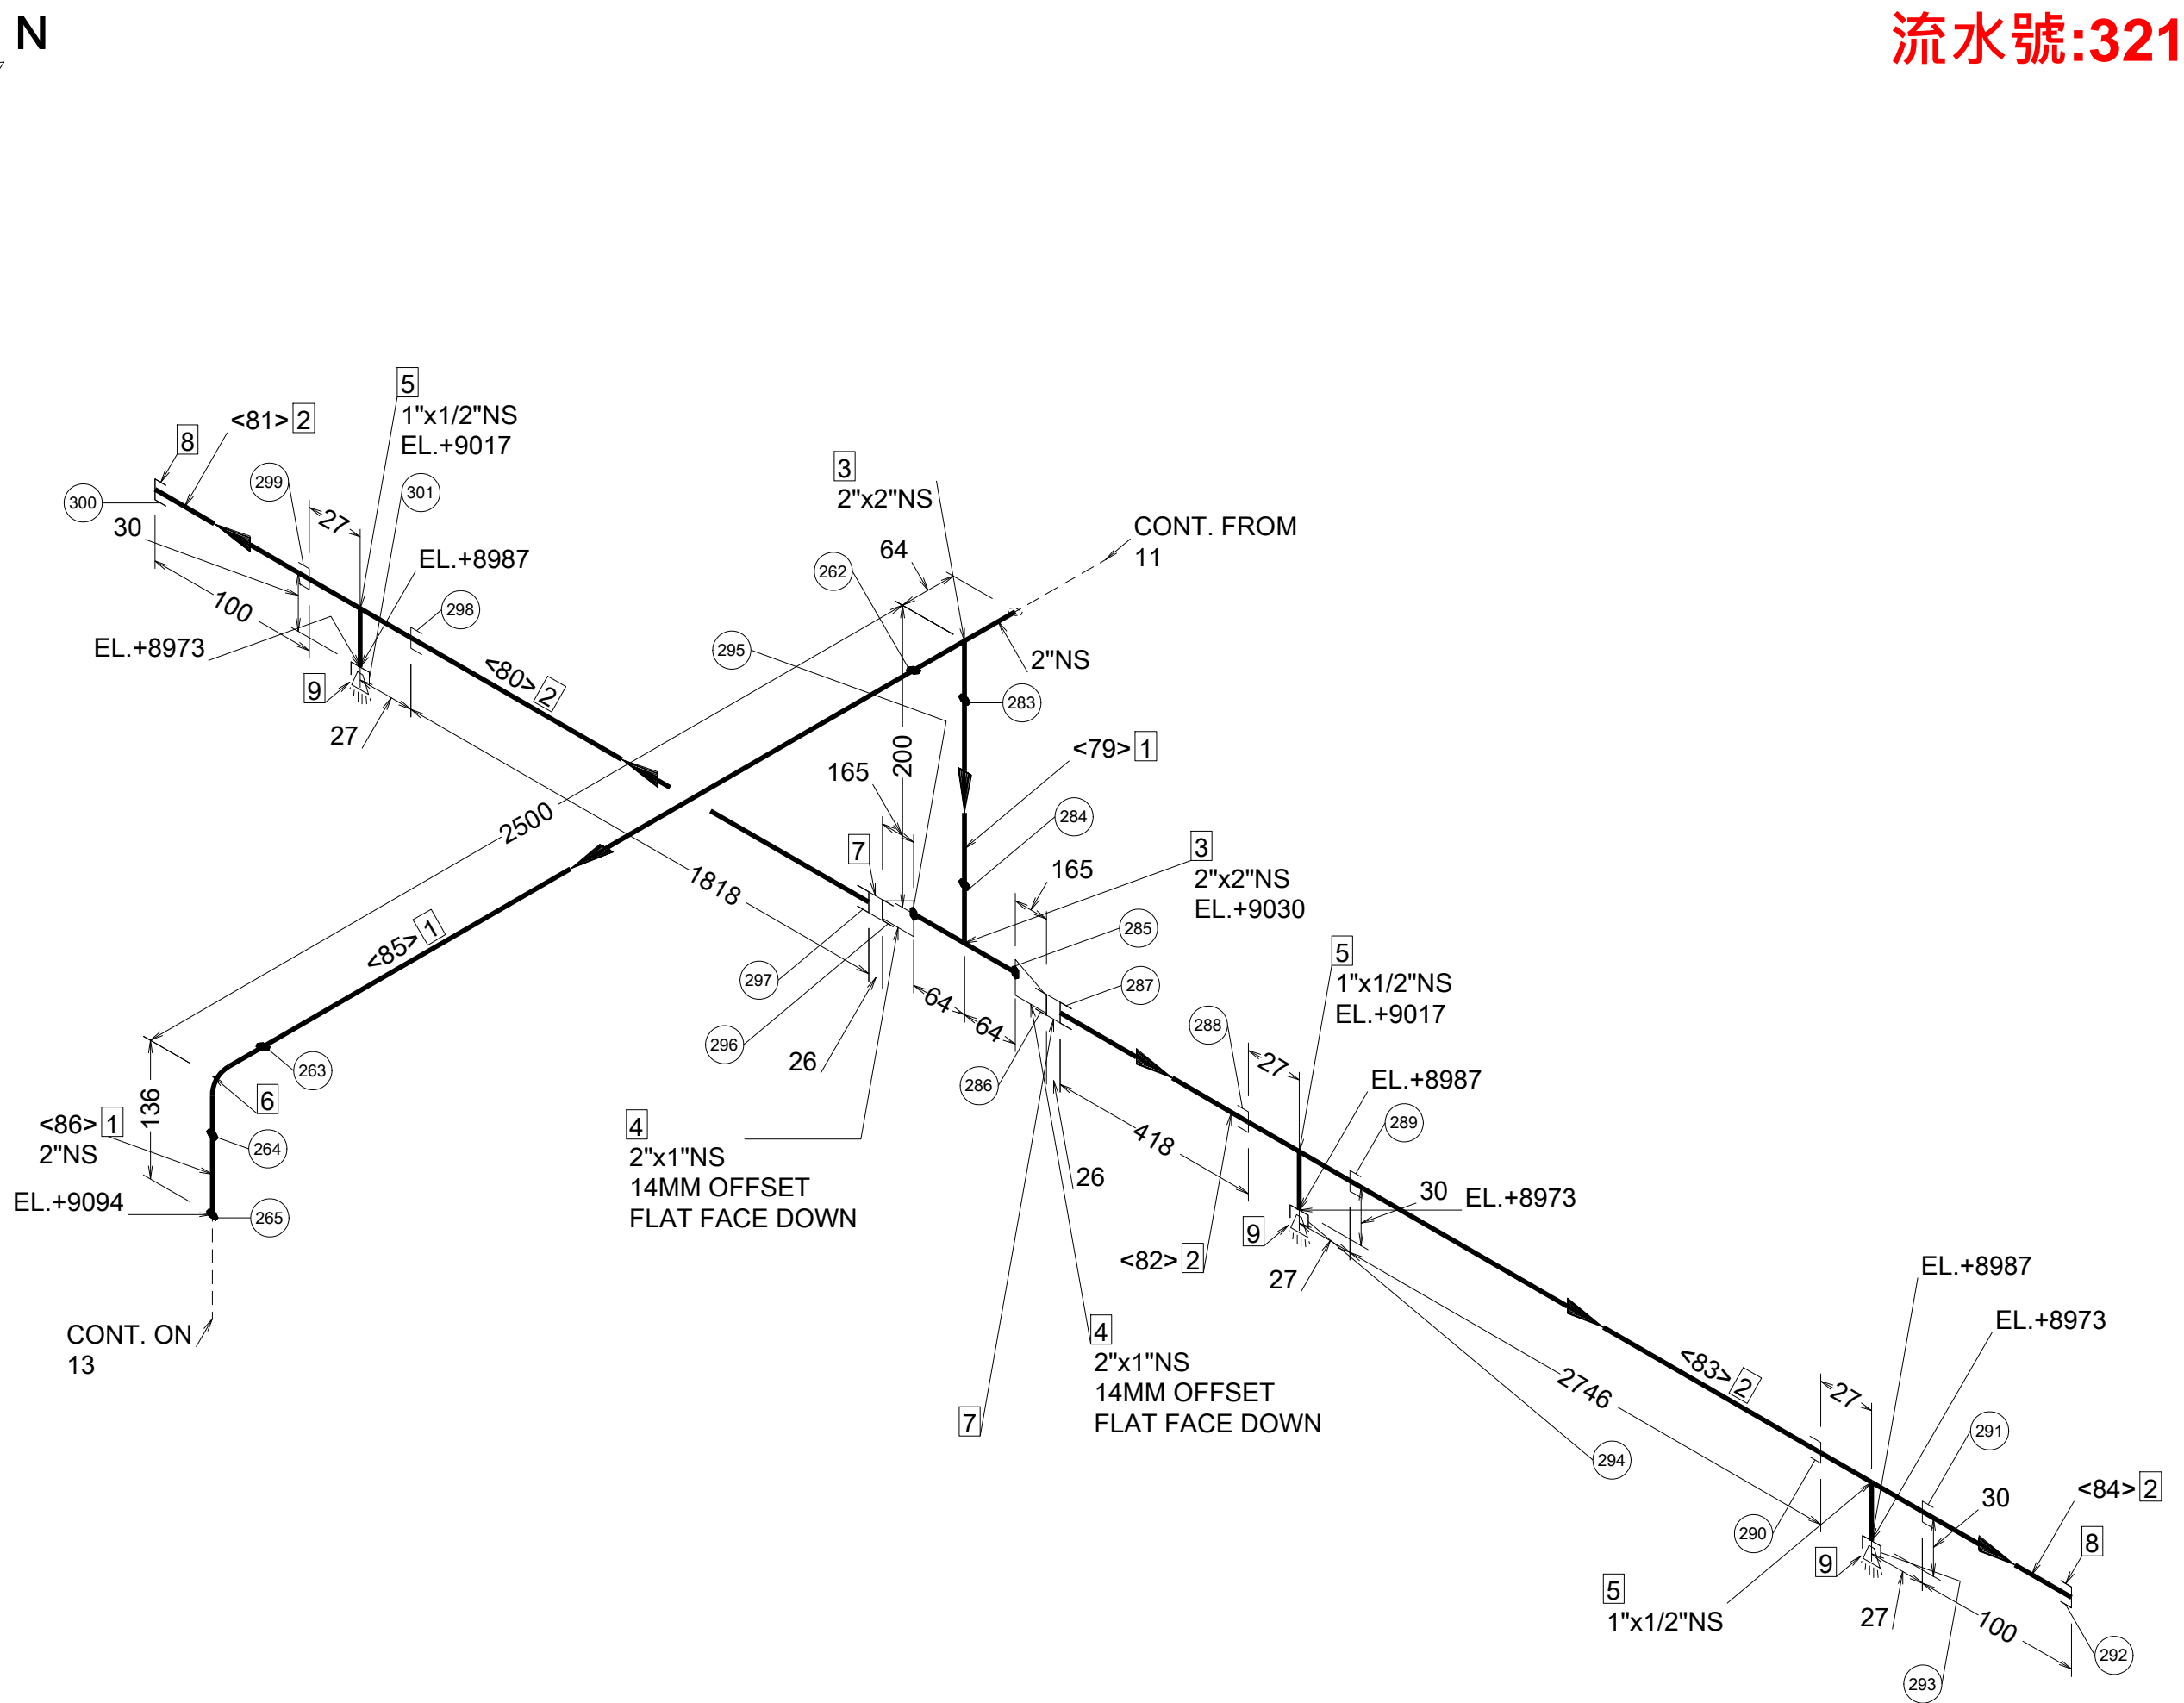 N
流水號:321
5
1"x1/2"NS
EL.+9017
<81> 2
8
299
301
300
30
27
EL.+8987
100
298
EL.+8973
9
27
<80> 2
3
2"x2"NS
64
CONT. FROM
11
262
295
2"NS
283
200
<79> 1
165
284
2500
7
3
2"x2"NS
EL.+9030
165
1818
<85> 1
285
297
287
64
64
296
26
286
5
1"x1/2"NS
EL.+9017
288
27
EL.+8987
289
418
26
30
EL.+8973
9
<82> 2
27
263
6
136
<86> 1
2"NS
264
EL.+9094
265
CONT. ON
13
4
2"x1"NS
14MM OFFSET
FLAT FACE DOWN
4
2"x1"NS
14MM OFFSET
FLAT FACE DOWN
7
EL.+8987
EL.+8973
<83> 2
2746
27
294
291
290
30
<84> 2
8
9
5
1"x1/2"NS
27
100
292
293